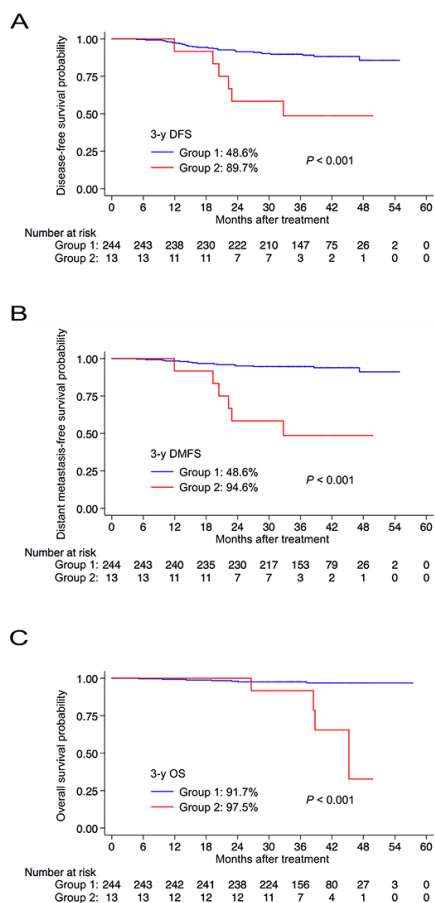 A
Disease-free survival probability
1.00
0.75
0.50
0.25
0.00
3-y DFS
Group 1: 48.6%
Group 2: 89.7%
P < 0.001
0 6 12 18 24 30 36 42 48 54 60
Months after treatment
Number at risk
Group 1: 244 243 238 230 222 210 147 75 26 2 0
Group 2: 13 13 11 11 7 7 3 2 1 0 0
B
Distant metastasis-free survival probability
1.00
0.75
0.50
0.25
0.00
3-y DMFS
Group 1: 48.6%
Group 2: 94.6%
P < 0.001
0 6 12 18 24 30 36 42 48 54 60
Months after treatment
Number at risk
Group 1: 244 243 240 235 230 217 153 79 26 2 0
Group 2: 13 13 11 11 7 7 3 2 1 0 0
C
Overall survival probability
1.00
0.75
0.50
0.25
0.00
3-y OS
Group 1: 91.7%
Group 2: 97.5%
P < 0.001
0 6 12 18 24 30 36 42 48 54 60
Months after treatment
Number at risk
Group 1: 244 243 242 241 238 224 156 80 27 3 0
Group 2: 13 13 12 12 12 11 7 4 1 0 0